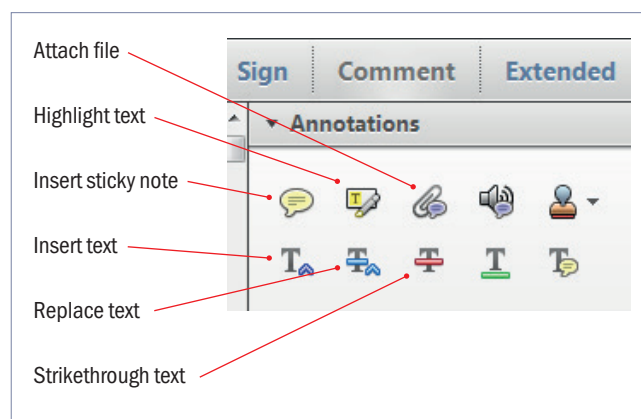 Attach file
Sign Comment Extended
Highlight text
Annotations
Insert sticky note
T
Insert text
T T T T T
Replace text
Strikethrough text